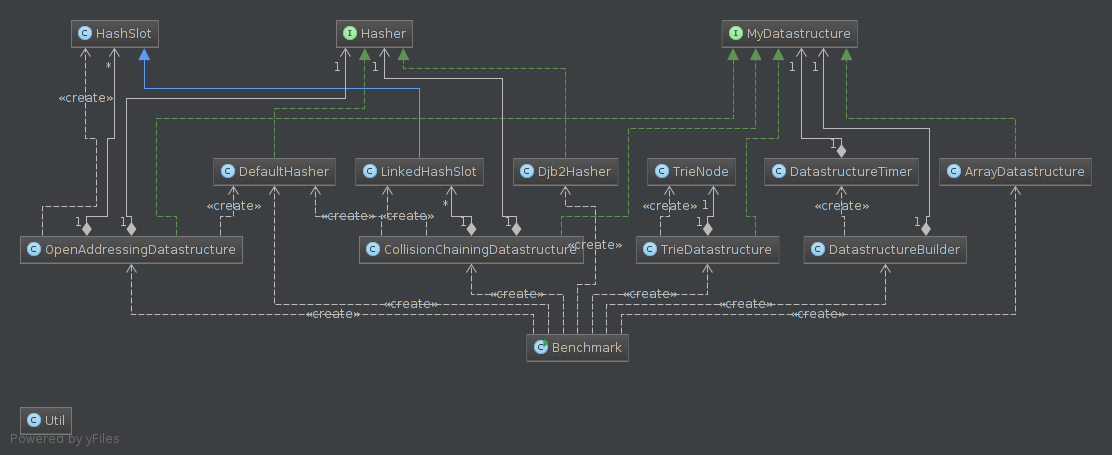 C HashSlot
I Hasher
I MyDatastructure
*
1
1
1
1
«create»
1
C DefaultHasher
C LinkedHashSlot
C Djb2Hasher
C TrieNode
C DatastructureTimer
C ArrayDatastructure
«create»
*
«create»
1
«create»
«create»
«create»
1
1
1
1
1
1
«create»
C OpenAddressingDatastructure
C CollisionChainingDatastructure
C TrieDatastructure
C DatastructureBuilder
«create»
«create»
«create»
«create»
«create»
«create»
C Benchmark
C Util
Powered by yFiles